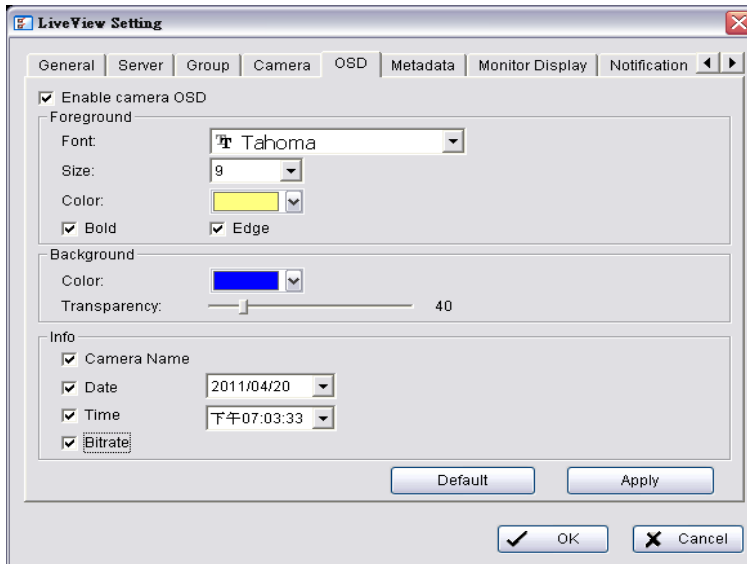 LiveView Setting
General Server Group Camera OSD Metadata Monitor Display Notification
Enable camera OSD
Foreground
Font: Tahoma
Size: 9
Color:
Bold Edge
Background
Color:
Transparency: 40
Info
Camera Name
Date 2011/04/20
Time 下午07:03:33
Bitrate
Default Apply
OK Cancel